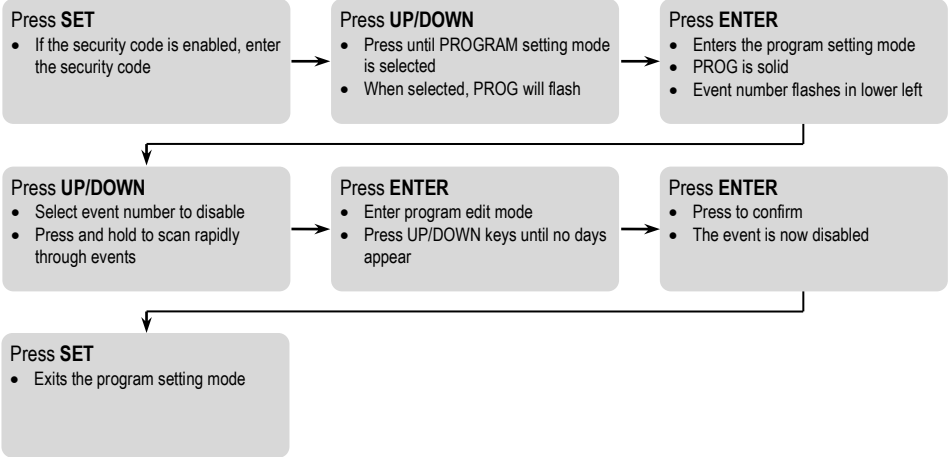 Press SET
• If the security code is enabled, enter
the security code
Press UP/DOWN
• Press until PROGRAM setting mode
is selected
• When selected, PROG will flash
Press ENTER
• Enters the program setting mode
• PROG is solid
• Event number flashes in lower left
Press UP/DOWN
• Select event number to disable
• Press and hold to scan rapidly
through events
Press ENTER
• Enter program edit mode
• Press UP/DOWN keys until no days
appear
Press ENTER
• Press to confirm
• The event is now disabled
Press SET
• Exits the program setting mode